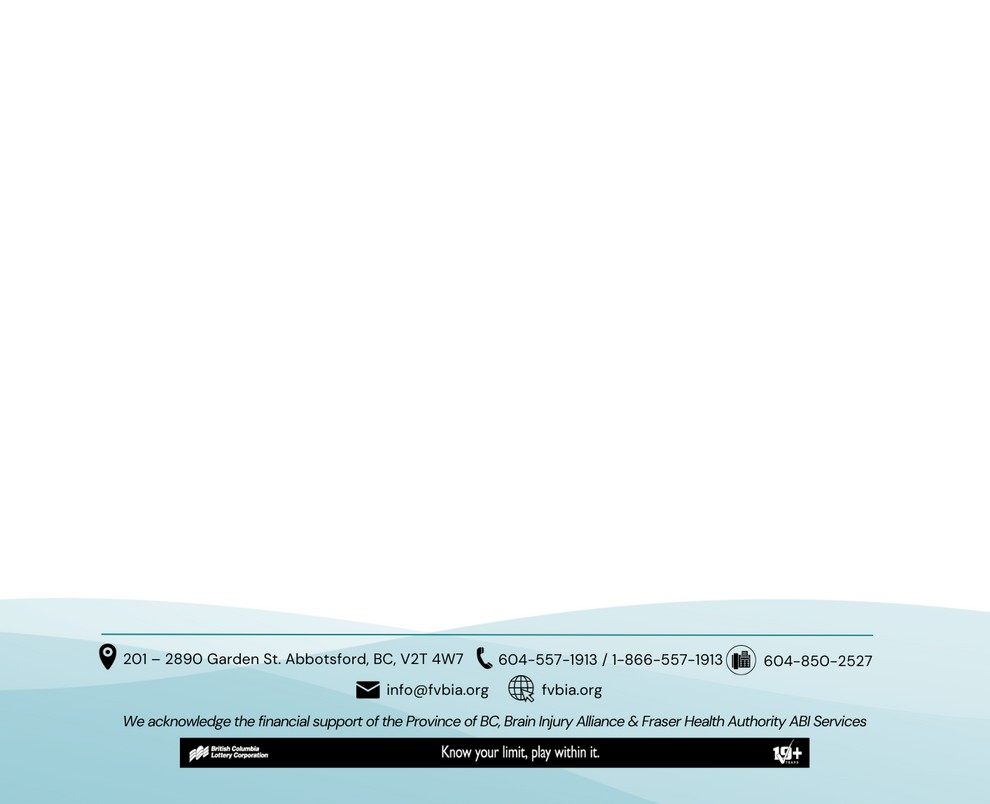 201 – 2890 Garden St. Abbotsford, BC, V2T 4W7 604-557-1913 / 1-866-557-1913 604-850-2527
info@fvbia.org fvbia.org
We acknowledge the financial support of the Province of BC, Brain Injury Alliance & Fraser Health Authority ABI Services
British Columbia
Lottery Corporation
Know your limit, play within it.
19+
YEARS